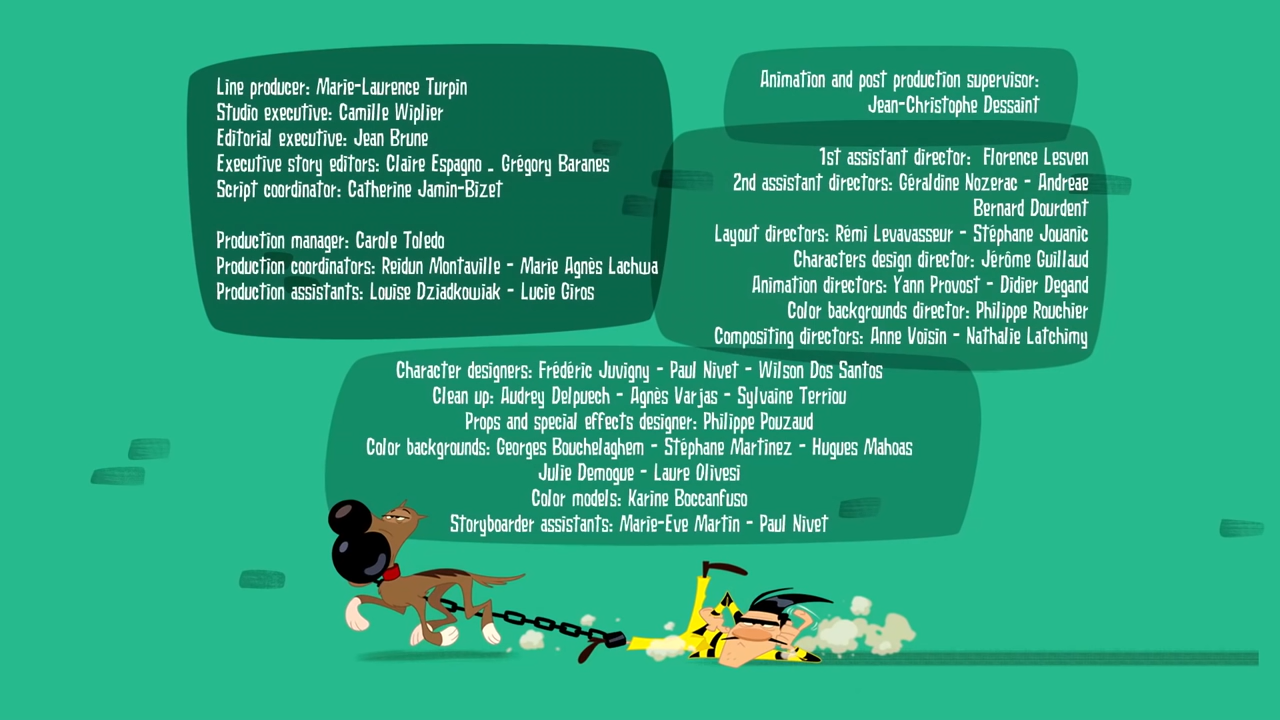 Line producer: Marie-Laurence Turpin
Studio executive: Camille Wiplier
Editorial executive: Jean Brune
Executive story editors: Claire Espagno - Grégory Baranes
Script coordinator: Catherine Jamin-Bizet
Production manager: Carole Toledo
Production coordinators: Reidun Montaville - Marie Agnès Lachwa
Production assistants: Louise Dziadkowiak - Lucie Giros
Animation and post production supervisor:
Jean-Christophe Dessaint
1st assistant director: Florence Lesven
2nd assistant directors: Géraldine Nozerac - Andreae
Bernard Dourdent
Layout directors: Rémi Levavasseur - Stéphane Jouanic
Characters design director: Jérôme Guillaud
Animation directors: Yann Provost - Didier Degand
Color backgrounds director: Philippe Rouchier
Compositing directors: Anne Voisin - Nathalie Latchimy
Character designers: Frédéric Juvigny - Paul Nivet - Wilson Dos Santos
Clean up: Audrey Delpuech - Agnès Varjas - Sylvaine Terriou
Props and special effects designer: Philippe Pouzaud
Color backgrounds: Georges Bouchelaghem - Stéphane Martinez - Hugues Mahoas
Julie Demogue - Laure Olivesi
Color models: Karine Boccanfuso
Storyboarder assistants: Marie-Eve Martin - Paul Nivet